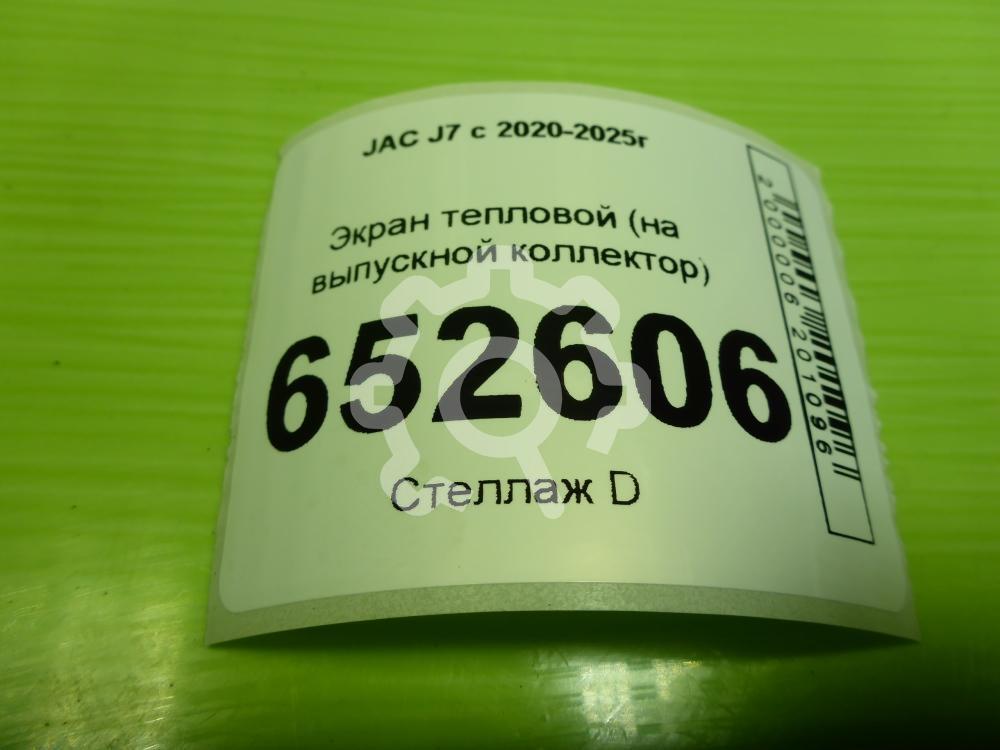 JAC J7 с 2020-2025г
Экран тепловой (на
выпускной коллектор)
652606
Стеллаж D
2000006201096